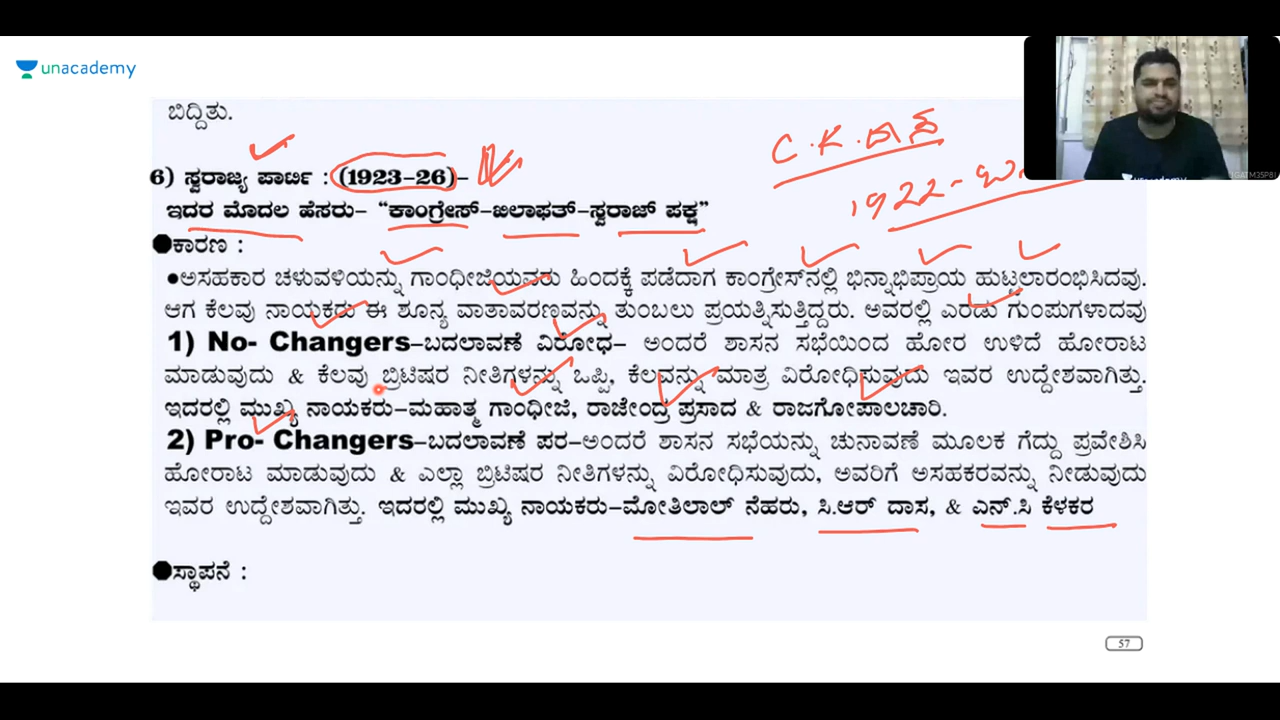 unacademy
ಬಿದ್ದಿತು.
C.K.ದಾಸ
1922-
6) ಸ್ವರಾಜ್ಯ ಪಾರ್ಟಿ : (1923-26)-
ಇದರ ಮೊದಲ ಹೆಸರು- “ಕಾಂಗ್ರೇಸ್-ಖಿಲಾಫತ್-ಸ್ವರಾಜ್ ಪಕ್ಷ”
●ಕಾರಣ :
●ಅಸಹಕಾರ ಚಳುವಳಿಯನ್ನು ಗಾಂಧೀಜಿಯವರು ಹಿಂದಕ್ಕೆ ಪಡೆದಾಗ ಕಾಂಗ್ರೇಸ್‌ನಲ್ಲಿ ಭಿನ್ನಾಭಿಪ್ರಾಯ ಹುಟ್ಟಲಾರಂಭಿಸಿದವು.
ಆಗ ಕೆಲವು ನಾಯಕರು ಈ ಶೂನ್ಯ ವಾತಾವರಣವನ್ನು ತುಂಬಲು ಪ್ರಯತ್ನಿಸುತ್ತಿದ್ದರು. ಅವರಲ್ಲಿ ಎರಡು ಗುಂಪುಗಳಾದವು
1) No- Changers-ಬದಲಾವಣೆ ವಿರೋಧ- ಅಂದರೆ ಶಾಸನ ಸಭೆಯಿಂದ ಹೋರ ಉಳಿದೆ ಹೋರಾಟ
ಮಾಡುವುದು & ಕೆಲವು ಬ್ರಿಟಿಷರ ನೀತಿಗಳನ್ನು ಒಪ್ಪಿ, ಕೆಲವನ್ನು ಮಾತ್ರ ವಿರೋಧಿಸುವುದು ಇವರ ಉದ್ದೇಶವಾಗಿತ್ತು.
ಇದರಲ್ಲಿ ಮುಖ್ಯ ನಾಯಕರು-ಮಹಾತ್ಮ ಗಾಂಧೀಜಿ, ರಾಜೇಂದ್ರ ಪ್ರಸಾದ & ರಾಜಗೋಪಾಲಚಾರಿ.
2) Pro- Changers-ಬದಲಾವಣೆ ಪರ-ಅಂದರೆ ಶಾಸನ ಸಭೆಯನ್ನು ಚುನಾವಣೆ ಮೂಲಕ ಗೆದ್ದು ಪ್ರವೇಶಿಸಿ
ಹೋರಾಟ ಮಾಡುವುದು & ಎಲ್ಲಾ ಬ್ರಿಟಿಷರ ನೀತಿಗಳನ್ನು ವಿರೋಧಿಸುವುದು, ಅವರಿಗೆ ಅಸಹಕರವನ್ನು ನೀಡುವುದು
ಇವರ ಉದ್ದೇಶವಾಗಿತ್ತು. ಇದರಲ್ಲಿ ಮುಖ್ಯ ನಾಯಕರು-ಮೋತಿಲಾಲ್ ನೆಹರು, ಸಿ.ಆರ್ ದಾಸ, & ಎನ್.ಸಿ ಕೆಳಕರ
●ಸ್ಥಾಪನೆ :
57